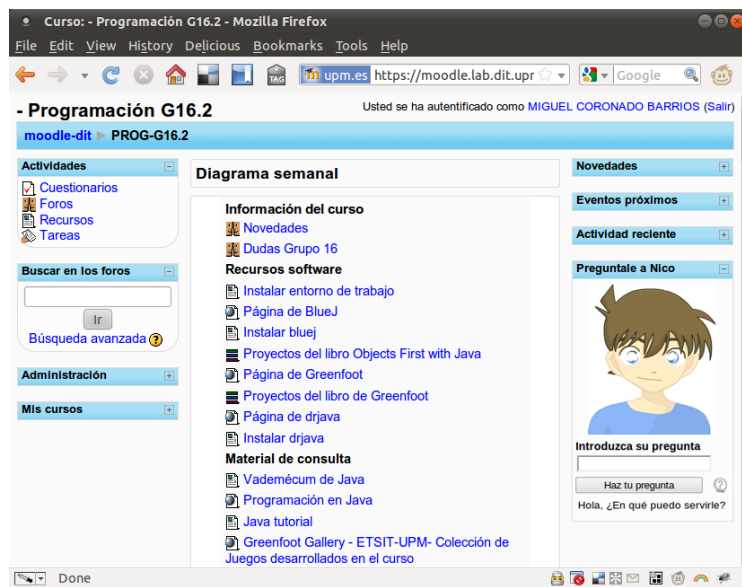 Curso: - Programación G16.2 - Mozilla Firefox
File Edit View History Delicious Bookmarks Tools Help
TAG
m upm.es https://moodle.lab.dit.upr
Google
- Programación G16.2
Usted se ha autentificado como MIGUEL CORONADO BARRIOS (Salir)
moodle-dit ► PROG-G16.2
Actividades
Cuestionarios
Foros
Recursos
Tareas
Buscar en los foros
Ir
Búsqueda avanzada ?
Administración
Mis cursos
Diagrama semanal
Información del curso
Novedades
Dudas Grupo 16
Recursos software
Instalar entorno de trabajo
Página de BlueJ
Instalar bluej
Proyectos del libro Objects First with Java
Página de Greenfoot
Proyectos del libro de Greenfoot
Página de drjava
Instalar drjava
Material de consulta
Vademécum de Java
Programación en Java
Java tutorial
Greenfoot Gallery - ETSIT-UPM- Colección de
Juegos desarrollados en el curso
Novedades
Eventos próximos
Actividad reciente
Preguntale a Nico
Introduzca su pregunta
Haz tu pregunta ?
Hola, ¿En qué puedo servirle?
Done